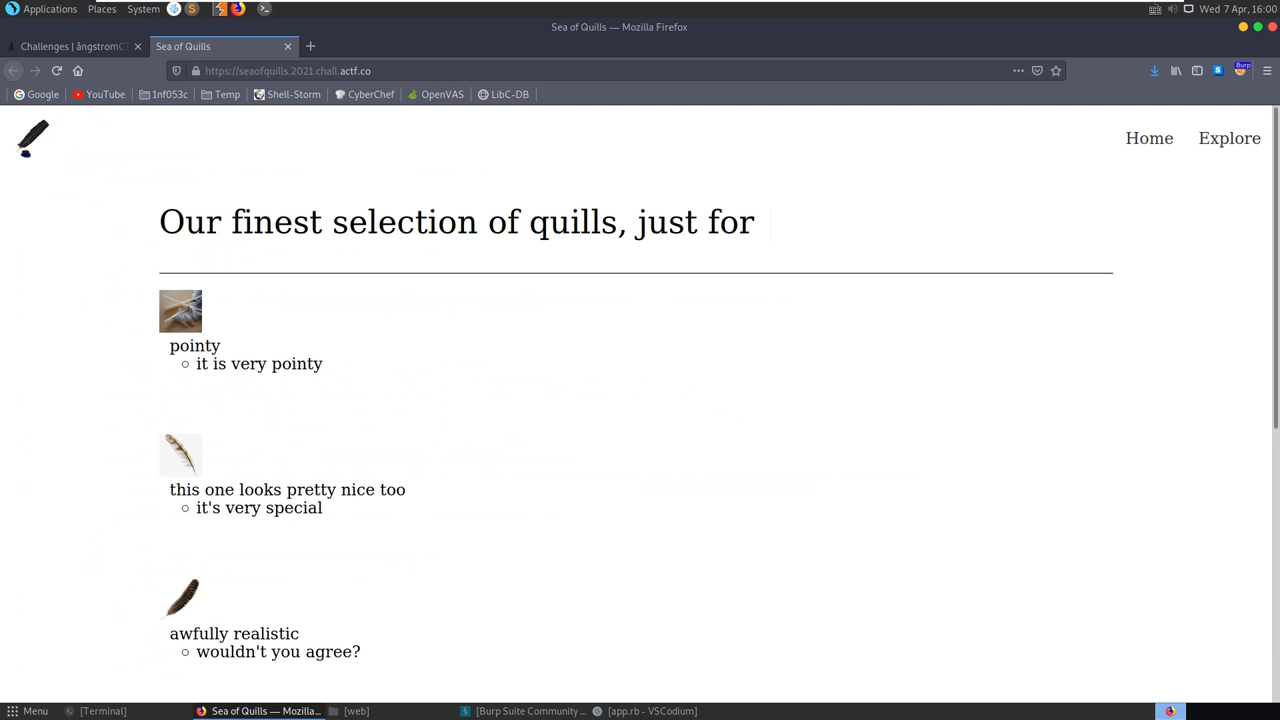 Applications Places System Wed 7 Apr, 16:00
Sea of Quills — Mozilla Firefox
Challenges | ångstromC
Sea of Quills
https://seaofquills.2021.chall.actf.co
Burp
Google YouTube 1nf053c Temp Shell-Storm CyberChef OpenVAS LibC-DB
Home Explore
Our finest selection of quills, just for
pointy
it is very pointy
this one looks pretty nice too
it's very special
awfully realistic
wouldn't you agree?
Menu [Terminal] Sea of Quills — Mozilla... [web] [Burp Suite Community ... [app.rb - VSCodium]